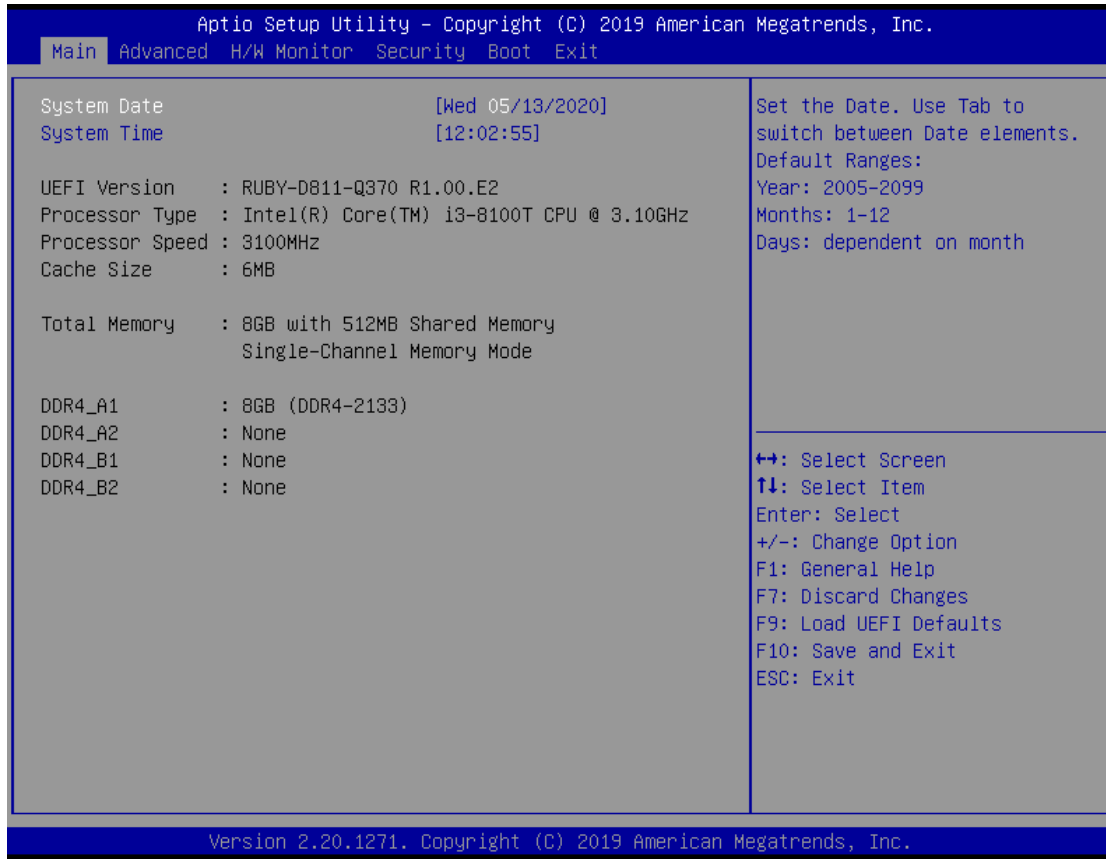 Aptio Setup Utility – Copyright (C) 2019 American Megatrends, Inc.
Main Advanced H/W Monitor Security Boot Exit
System Date [Wed 05/13/2020]
System Time [12:02:55]
UEFI Version : RUBY-D811-Q370 R1.00.E2
Processor Type : Intel(R) Core(TM) i3-8100T CPU @ 3.10GHz
Processor Speed : 3100MHz
Cache Size : 6MB
Total Memory : 8GB with 512MB Shared Memory
Single-Channel Memory Mode
DDR4_A1 : 8GB (DDR4-2133)
DDR4_A2 : None
DDR4_B1 : None
DDR4_B2 : None
Set the Date. Use Tab to
switch between Date elements.
Default Ranges:
Year: 2005-2099
Months: 1-12
Days: dependent on month
↔: Select Screen
↑↓: Select Item
Enter: Select
+/-: Change Option
F1: General Help
F7: Discard Changes
F9: Load UEFI Defaults
F10: Save and Exit
ESC: Exit
Version 2.20.1271. Copyright (C) 2019 American Megatrends, Inc.